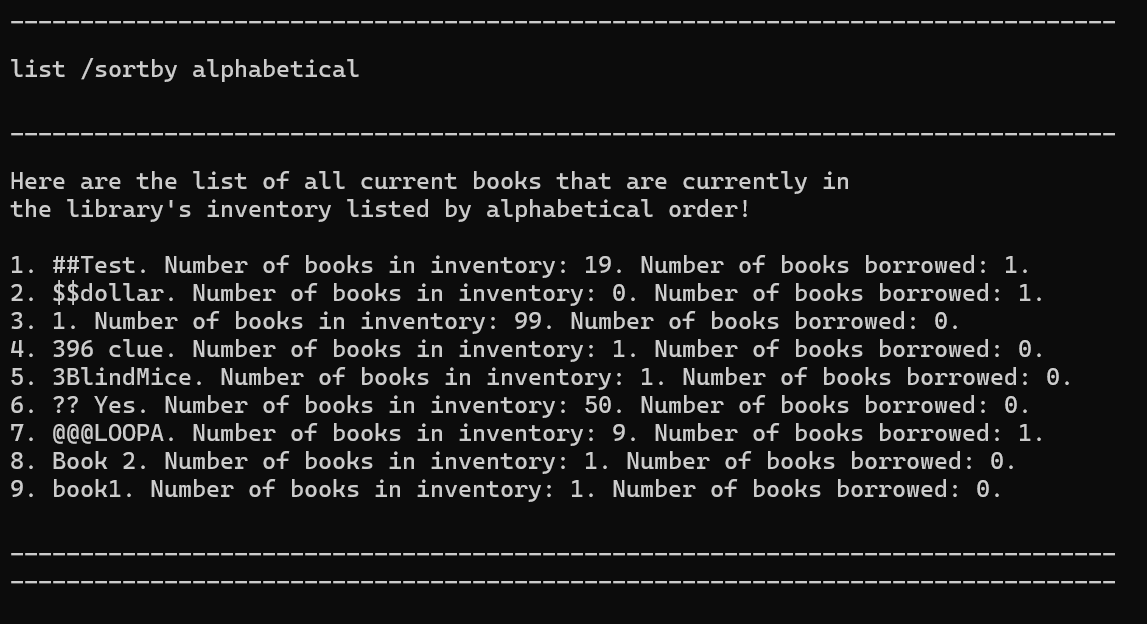 ________________________________________________________________________________
list /sortby alphabetical
________________________________________________________________________________
Here are the list of all current books that are currently in
the library's inventory listed by alphabetical order!
1. ##Test. Number of books in inventory: 19. Number of books borrowed: 1.
2. $$dollar. Number of books in inventory: 0. Number of books borrowed: 1.
3. 1. Number of books in inventory: 99. Number of books borrowed: 0.
4. 396 clue. Number of books in inventory: 1. Number of books borrowed: 0.
5. 3BlindMice. Number of books in inventory: 1. Number of books borrowed: 0.
6. ?? Yes. Number of books in inventory: 50. Number of books borrowed: 0.
7. @@@LOOPA. Number of books in inventory: 9. Number of books borrowed: 1.
8. Book 2. Number of books in inventory: 1. Number of books borrowed: 0.
9. book1. Number of books in inventory: 1. Number of books borrowed: 0.
________________________________________________________________________________
________________________________________________________________________________